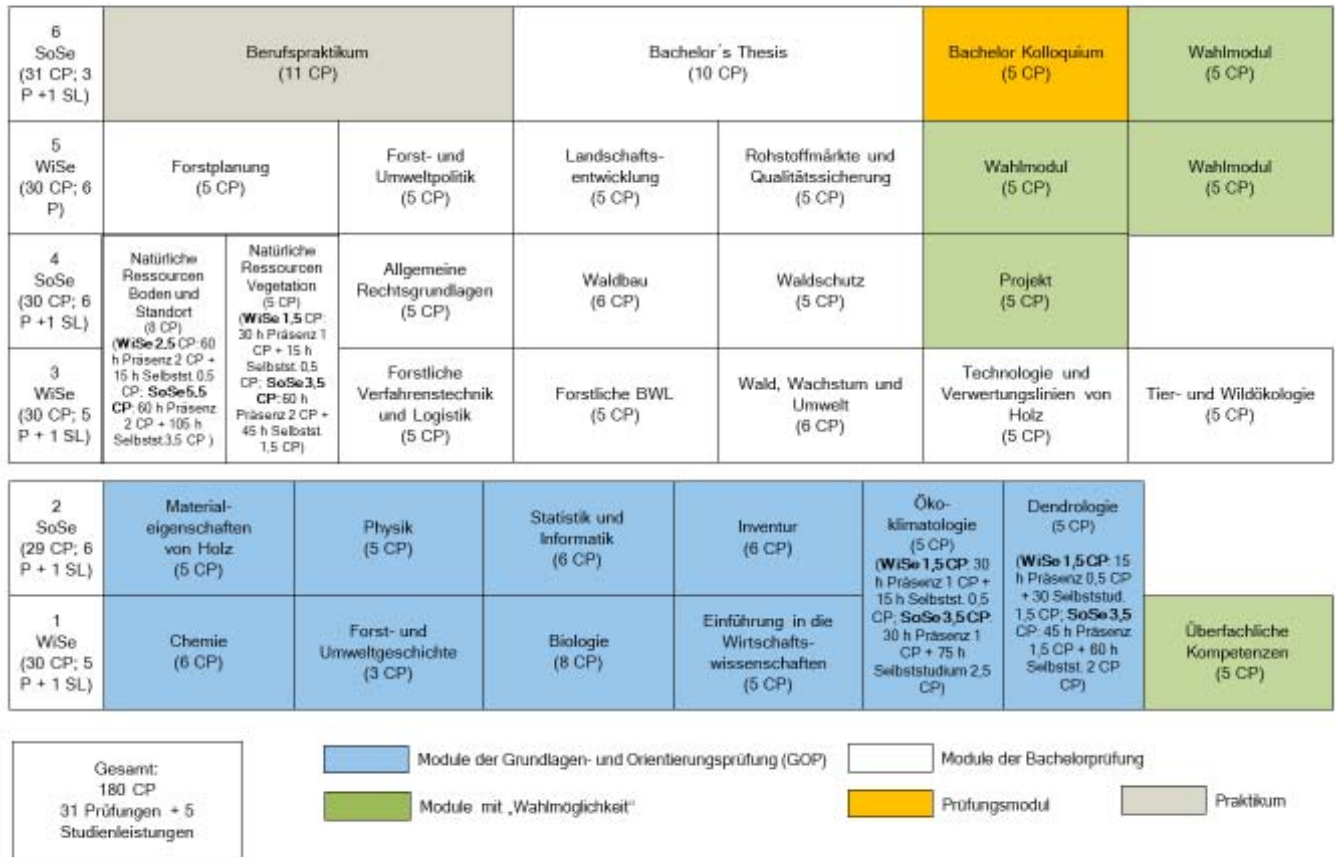 6
SoSe
(31 CP; 3
P +1 SL)
Berufspraktikum
(11 CP)
Bachelor´s Thesis
(10 CP)
Bachelor Kolloquium
(5 CP)
Wahlmodul
(5 CP)
5
WiSe
(30 CP; 6
P)
Forstplanung
(5 CP)
Forst- und
Umweltpolitik
(5 CP)
Landschafts-
entwicklung
(5 CP)
Rohstoffmärkte und
Qualitätssicherung
(5 CP)
Wahlmodul
(5 CP)
Wahlmodul
(5 CP)
4
SoSe
(30 CP; 6
P +1 SL)
Natürliche
Ressourcen
Boden und
Standort
(8 CP)
(WiSe 2,5 CP: 60
h Präsenz 2 CP +
15 h Selbstst. 0,5
CP; SoSe 5,5
CP: 60 h Präsenz
2 CP + 105 h
Selbstst. 3,5 CP )
Natürliche
Ressourcen
Vegetation
(5 CP)
(WiSe 1,5 CP:
30 h Präsenz 1
CP + 15 h
Selbstst. 0,5
CP; SoSe 3,5
CP: 60 h
Präsenz 2 CP +
45 h Selbstst.
1,5 CP)
Allgemeine
Rechtsgrundlagen
(5 CP)
Waldbau
(6 CP)
Waldschutz
(5 CP)
Projekt
(5 CP)
3
WiSe
(30 CP; 5
P + 1 SL)
Forstliche
Verfahrenstechnik
und Logistik
(5 CP)
Forstliche BWL
(5 CP)
Wald, Wachstum und
Umwelt
(6 CP)
Technologie und
Verwertungslinien von
Holz
(5 CP)
Tier- und Wildökologie
(5 CP)
2
SoSe
(29 CP; 6
P + 1 SL)
Material-
eigenschaften
von Holz
(5 CP)
Physik
(5 CP)
Statistik und
Informatik
(6 CP)
Inventur
(6 CP)
Öko-
klimatologie
(5 CP)
(WiSe 1,5 CP: 30
h Präsenz 1 CP +
15 h Selbstst. 0,5
CP; SoSe 3,5 CP:
30 h Präsenz 1
CP + 75 h
Selbststudium 2,5
CP)
Dendrologie
(5 CP)
(WiSe 1,5 CP: 15
h Präsenz 0,5 CP
+ 30 Selbststud.
1,5 CP; SoSe 3,5
CP: 45 h Präsenz
1,5 CP + 60 h
Selbstst. 2 CP
CP)
1
WiSe
(30 CP; 5
P + 1 SL)
Chemie
(6 CP)
Forst- und
Umweltgeschichte
(3 CP)
Biologie
(8 CP)
Einführung in die
Wirtschafts-
wissenschaften
(5 CP)
Überfachliche
Kompetenzen
(5 CP)
Gesamt:
180 CP
31 Prüfungen + 5
Studienleistungen
Module der Grundlagen- und Orientierungsprüfung (GOP)
Module der Bachelorprüfung
Module mit „Wahlmöglichkeit"
Prüfungsmodul
Praktikum